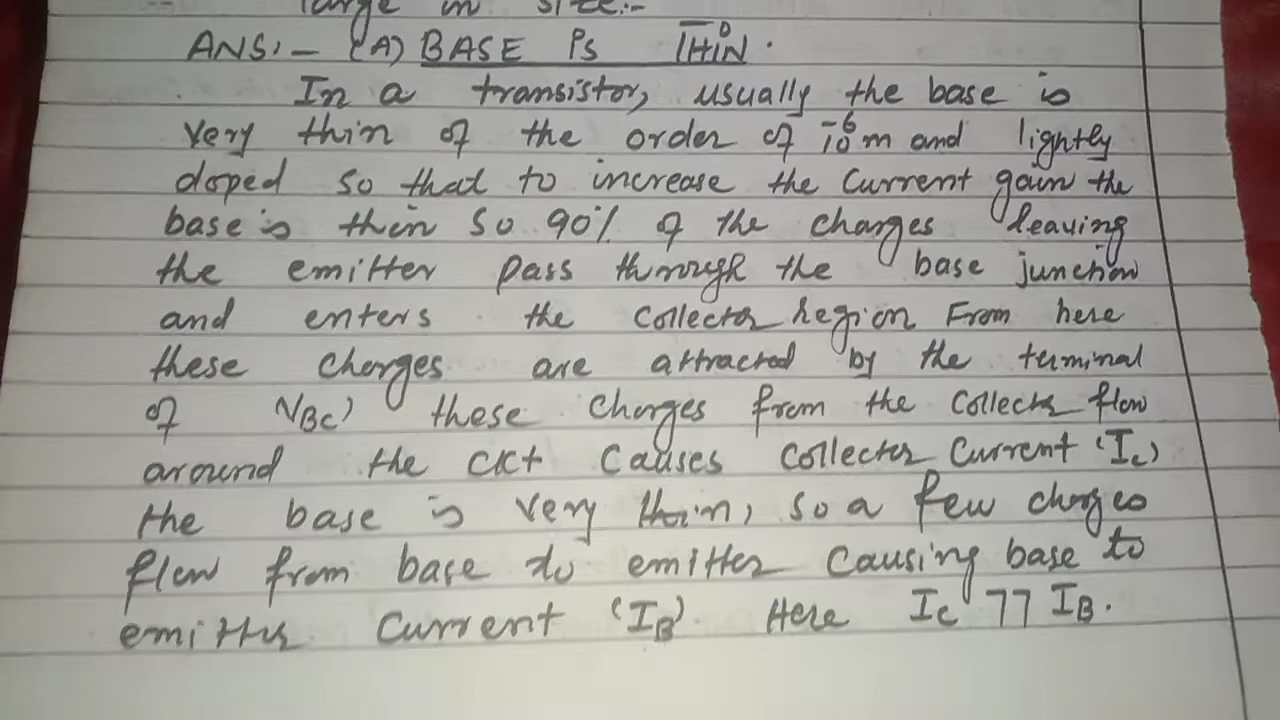 large in size:-
ANS:- (A) BASE is THIN.
In a transistor, usually the base is
very thin of the order of 10⁻⁶ m and lightly
doped so that to increase the current gain the
base is thin so 90% of the charges leaving
the emitter pass through the base junction
and enters the collector region From here
these charges are attracted by the terminal
of VBC) these charges from the collector flow
around the ckt causes collector current (Ic)
the base is very thin, so a few charges
flow from base to emitter causing base to
emitter current (IB) Here Ic >> IB.